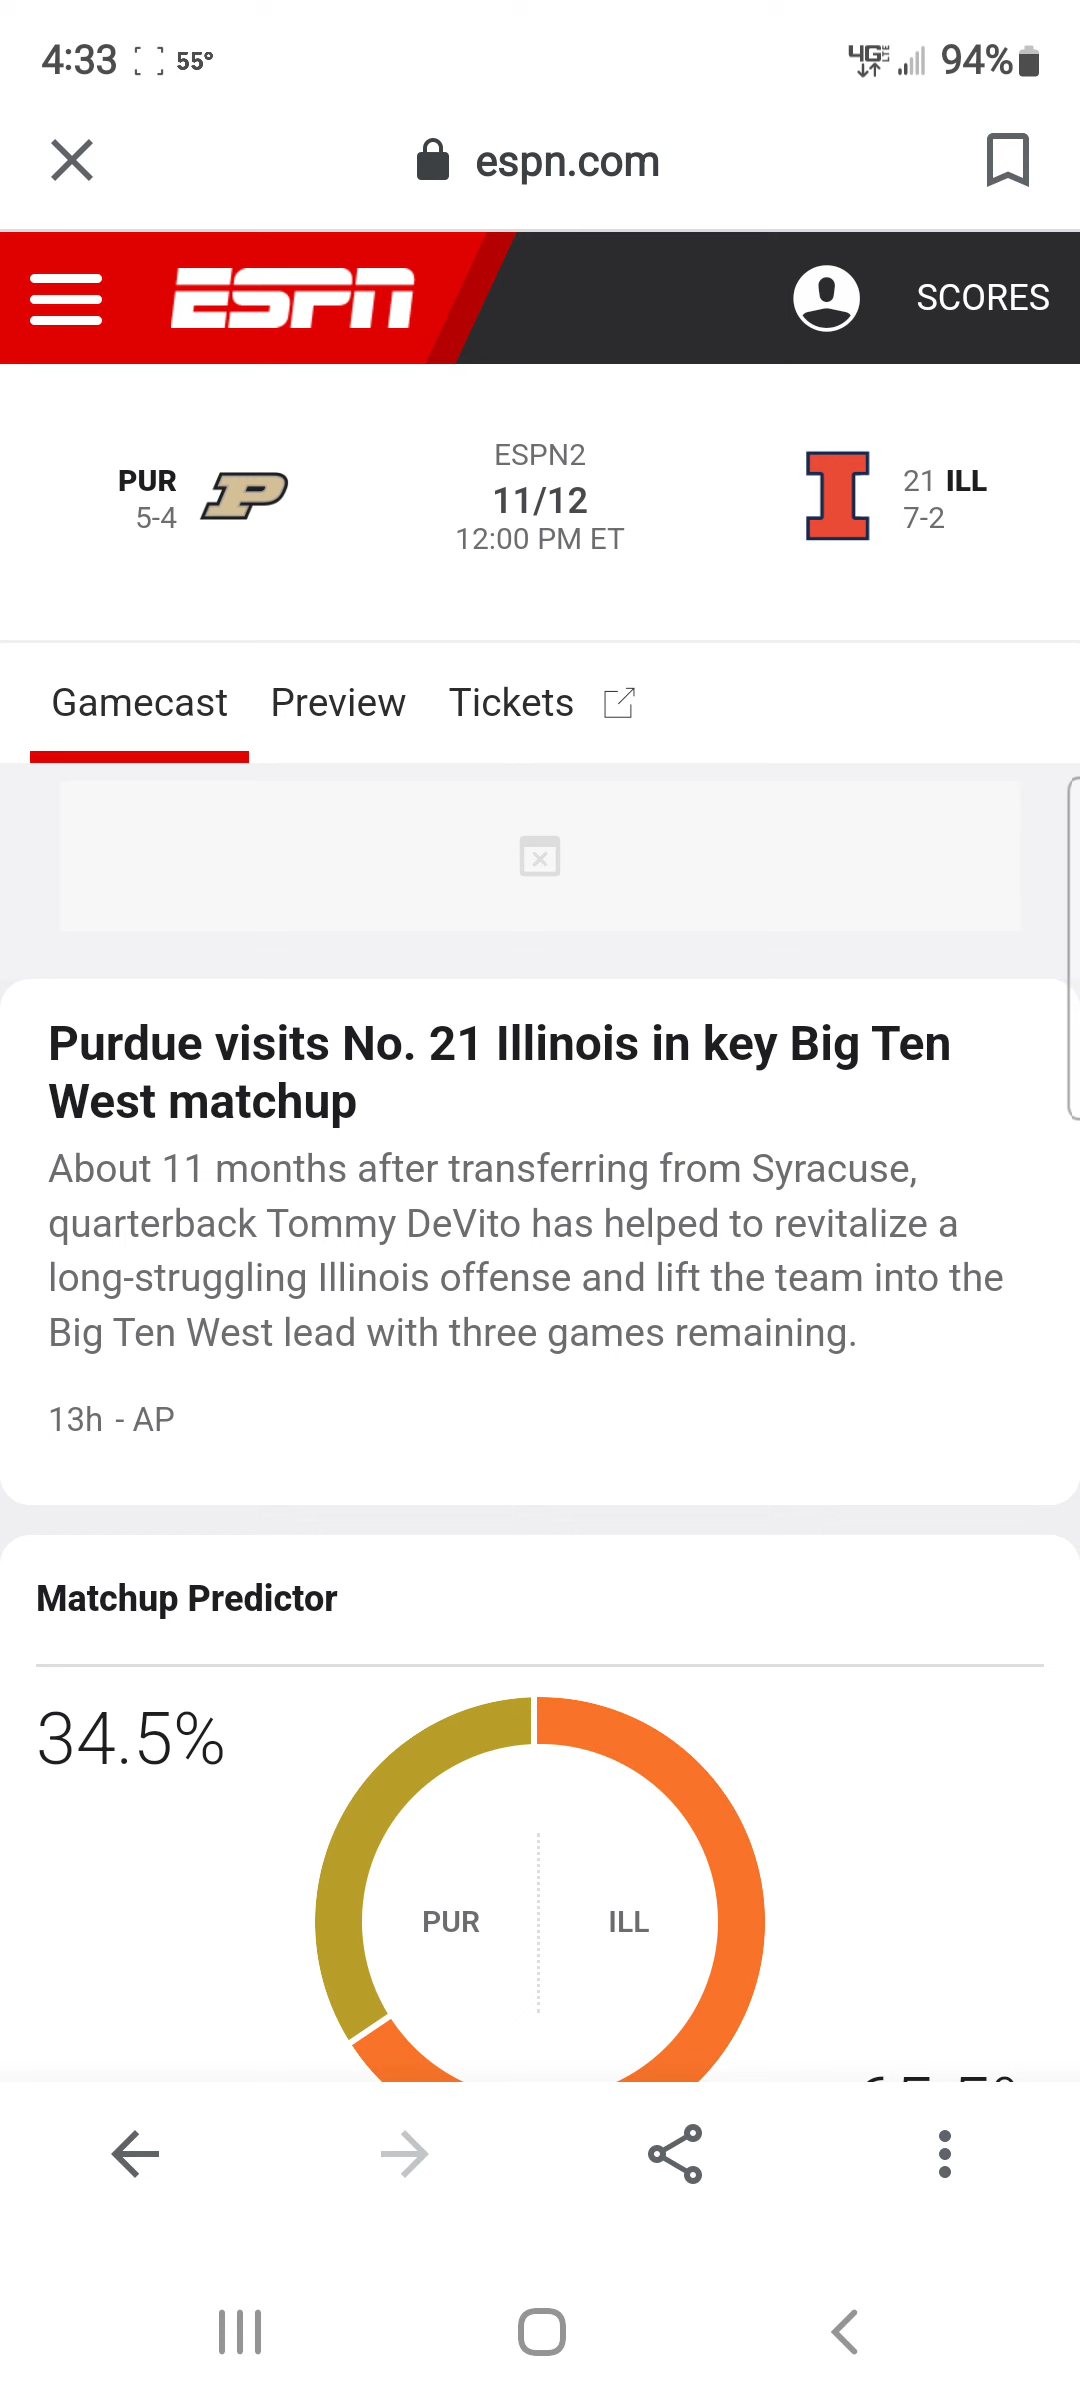 4:33 55°
4G LTE 94%
espn.com
ESPN
SCORES
PUR
5-4
ESPN2
11/12
12:00 PM ET
21 ILL
7-2
Gamecast Preview Tickets
Purdue visits No. 21 Illinois in key Big Ten
West matchup
About 11 months after transferring from Syracuse,
quarterback Tommy DeVito has helped to revitalize a
long-struggling Illinois offense and lift the team into the
Big Ten West lead with three games remaining.
13h - AP
Matchup Predictor
34.5%
PUR ILL